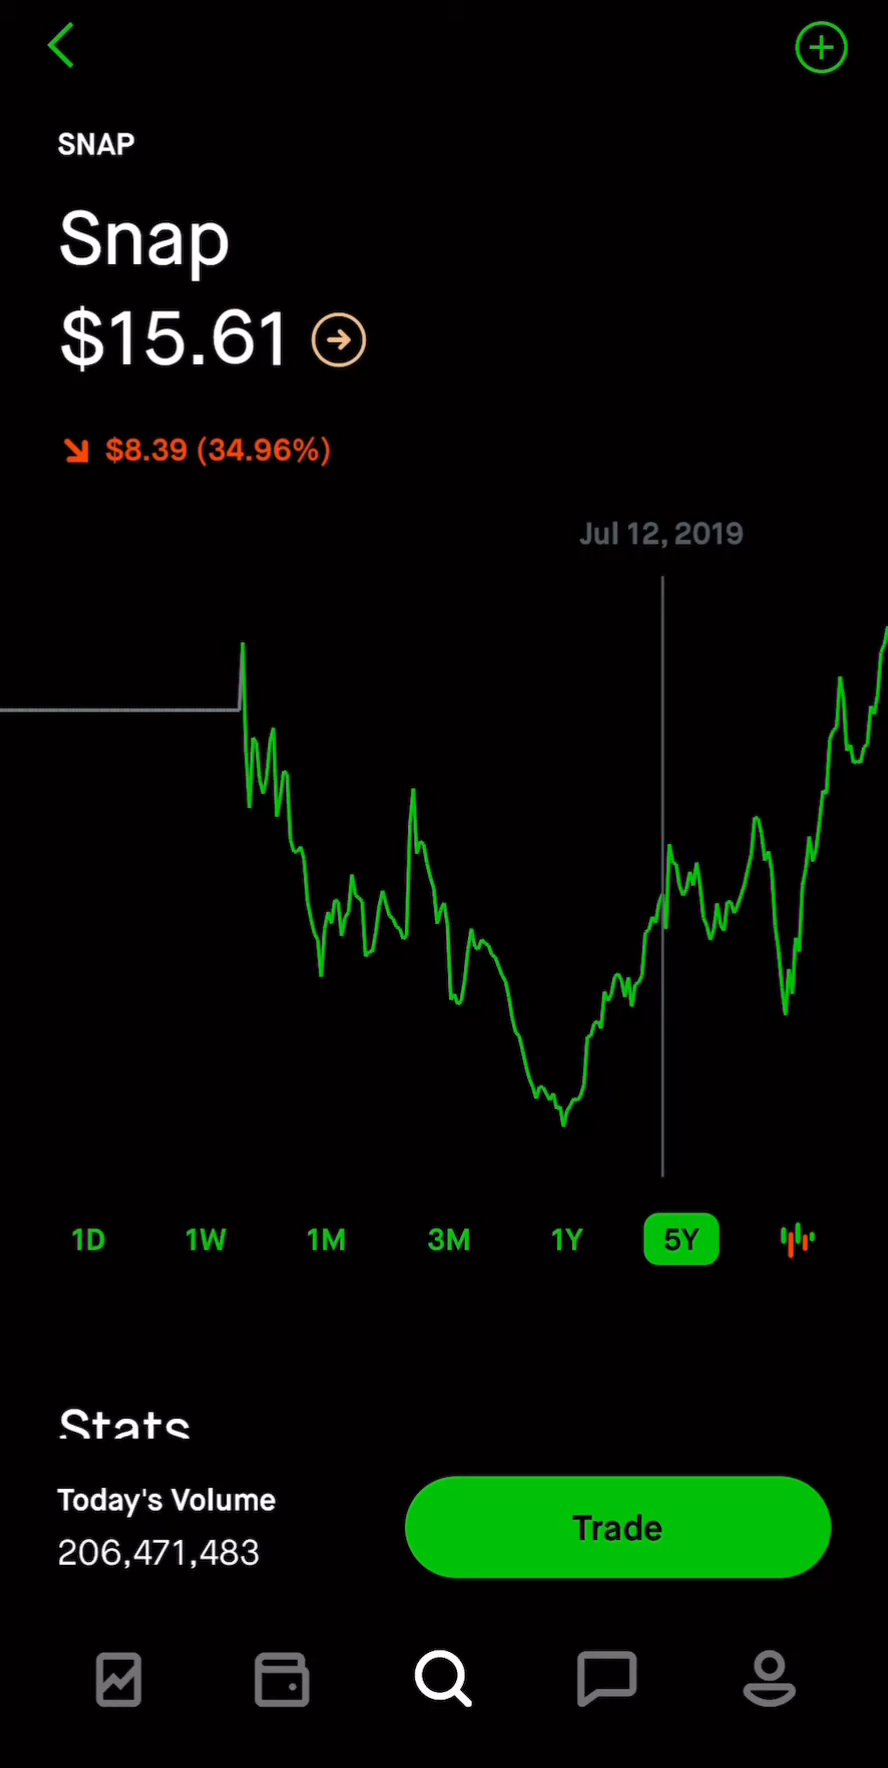 SNAP
Snap
$15.61
$8.39 (34.96%)
Jul 12, 2019
1D 1W 1M 3M 1Y 5Y
Stats
Today's Volume
206,471,483
Trade